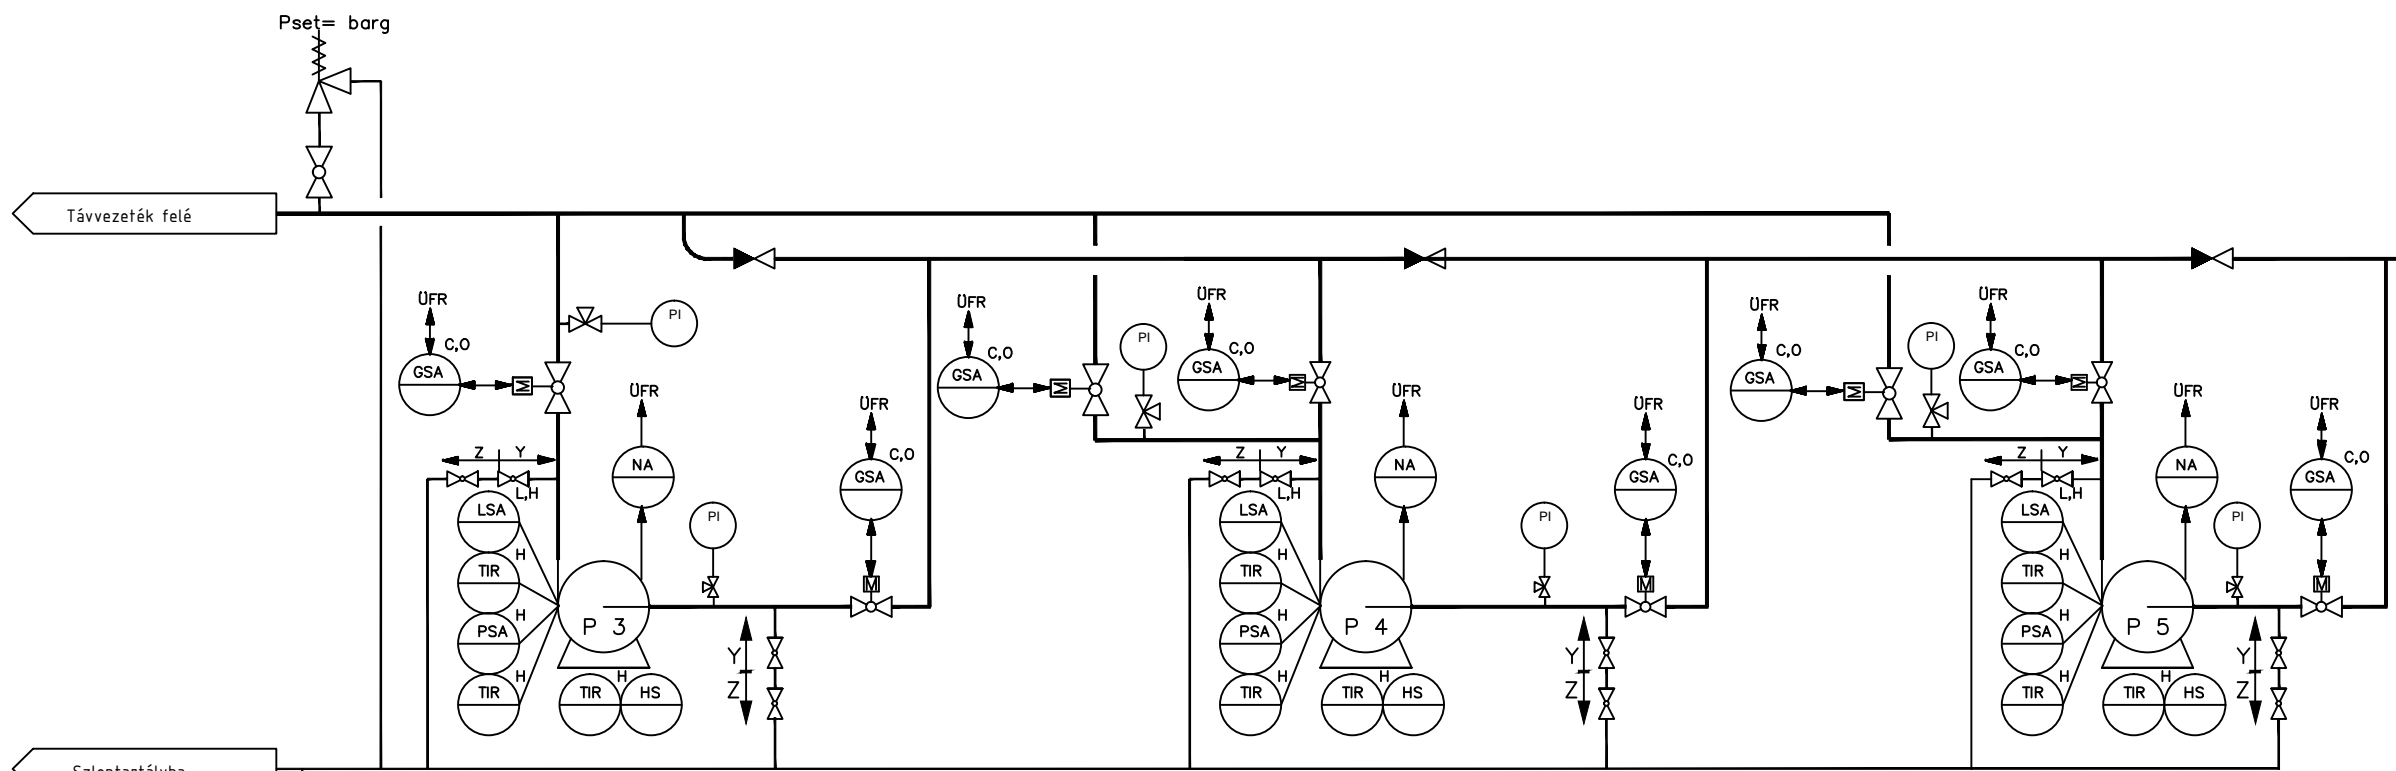 Pset= barg
Távvezeték felé
ÜFR
C,O
GSA
M
PI
ÜFR
NA
ÜFR
C,O
GSA
M
Z Y
L,H
LSA
H
TIR
H
PSA
H
TIR
P 3
H
TIR
HS
PI
Y
Z
ÜFR
C,O
GSA
M
PI
ÜFR
C,O
GSA
M
ÜFR
NA
ÜFR
C,O
GSA
M
Z Y
L,H
LSA
H
TIR
H
PSA
H
TIR
P 4
H
TIR
HS
PI
Y
Z
ÜFR
C,O
GSA
M
PI
ÜFR
C,O
GSA
M
ÜFR
NA
ÜFR
C,O
GSA
M
Z Y
L,H
LSA
H
TIR
H
PSA
H
TIR
P 5
H
TIR
HS
PI
Y
Z